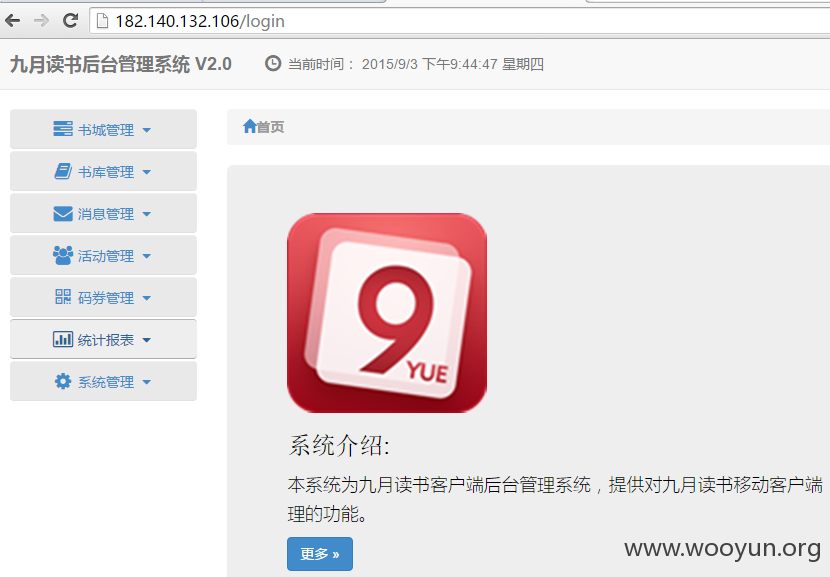 182.140.132.106/login
九月读书后台管理系统 V2.0 当前时间： 2015/9/3 下午9:44:47 星期四
书城管理
书库管理
消息管理
活动管理
码券管理
统计报表
系统管理
首页
9
YUE
系统介绍:
本系统为九月读书客户端后台管理系统，提供对九月读书移动客户端
理的功能。
更多 »
www.wooyun.org